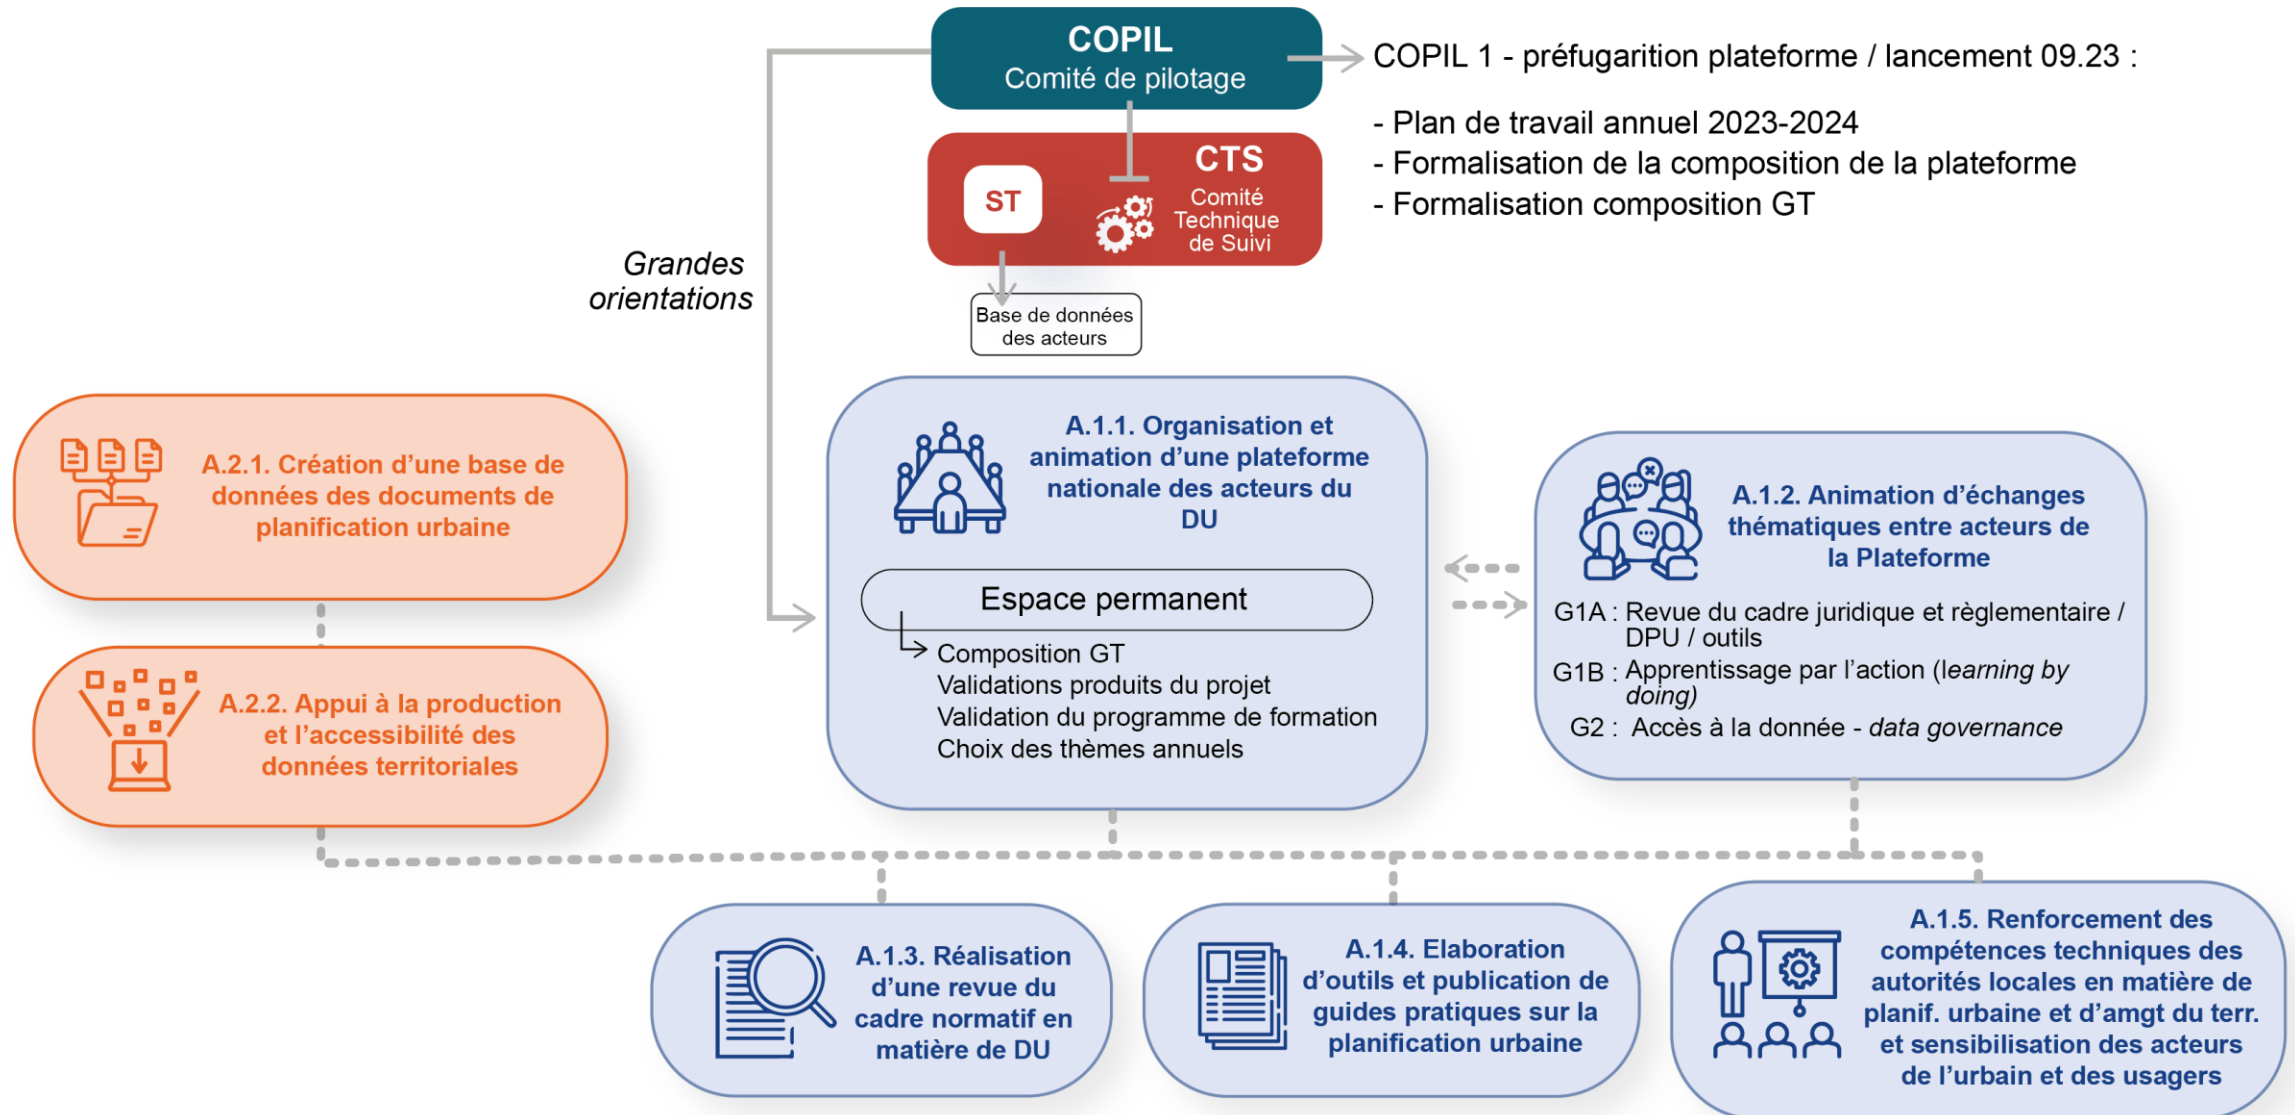 COPIL
Comité de pilotage
COPIL 1 - préfugarition plateforme / lancement 09.23 :
- Plan de travail annuel 2023-2024
- Formalisation de la composition de la plateforme
- Formalisation composition GT
ST
CTS
Comité
Technique
de Suivi
Grandes
orientations
Base de données
des acteurs
A.2.1. Création d’une base de
données des documents de
planification urbaine
A.2.2. Appui à la production
et l’accessibilité des
données territoriales
A.1.1. Organisation et
animation d’une plateforme
nationale des acteurs du
DU
Espace permanent
Composition GT
Validations produits du projet
Validation du programme de formation
Choix des thèmes annuels
A.1.2. Animation d’échanges
thématiques entre acteurs de
la Plateforme
G1A : Revue du cadre juridique et règlementaire /
DPU / outils
G1B : Apprentissage par l’action (learning by
doing)
G2 : Accès à la donnée - data governance
A.1.3. Réalisation
d’une revue du
cadre normatif en
matière de DU
A.1.4. Elaboration
d’outils et publication de
guides pratiques sur la
planification urbaine
A.1.5. Renforcement des
compétences techniques des
autorités locales en matière de
planif. urbaine et d’amgt du terr.
et sensibilisation des acteurs
de l’urbain et des usagers